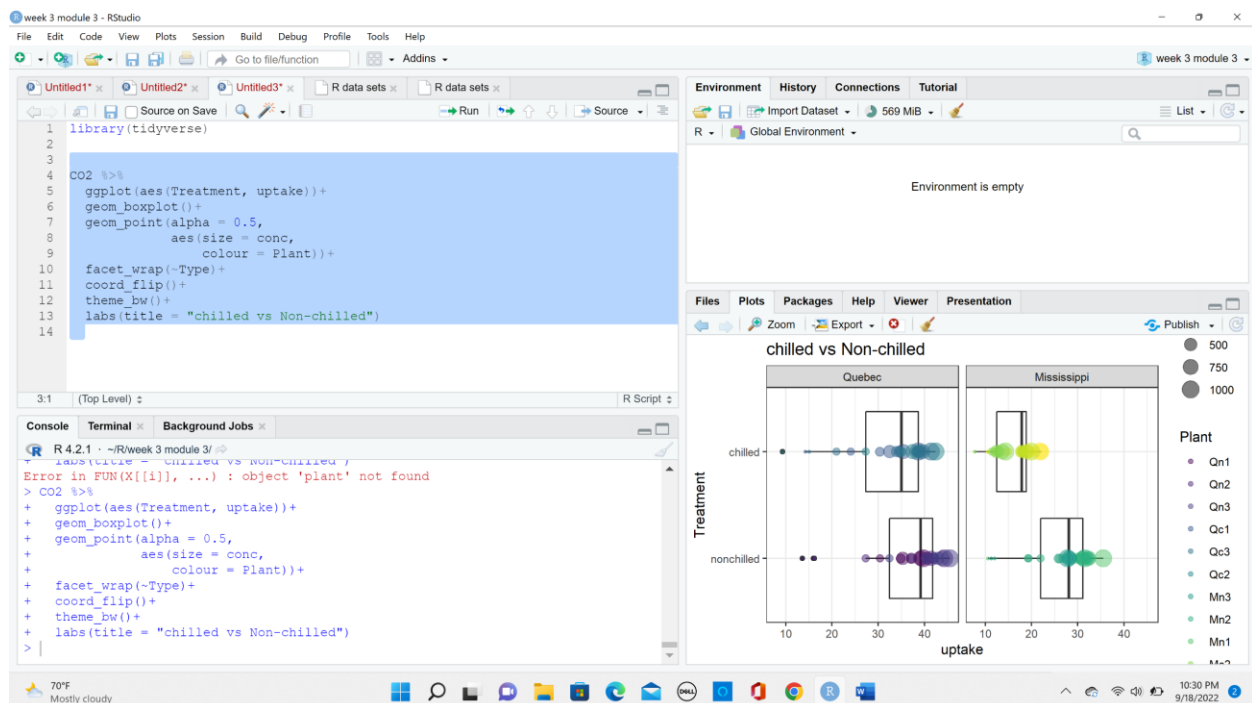 week 3 module 3 - RStudio
File Edit Code View Plots Session Build Debug Profile Tools Help
Go to file/function Addins
week 3 module 3
Untitled1* Untitled2* Untitled3* R data sets R data sets
Source on Save Run Source
1 library(tidyverse)
2
3
4 CO2 %>%
5 ggplot(aes(Treatment, uptake))+
6 geom_boxplot()+
7 geom_point(alpha = 0.5,
8 aes(size = conc,
9 colour = Plant))+
10 facet_wrap(~Type)+
11 coord_flip()+
12 theme_bw()+
13 labs(title = "chilled vs Non-chilled")
14
3:1 (Top Level) R Script
Console Terminal Background Jobs
R 4.2.1 · ~/R/week 3 module 3/
+ labs(title = "chilled vs Non-chilled")
Error in FUN(X[[i]], ...) : object 'plant' not found
> CO2 %>%
+ ggplot(aes(Treatment, uptake))+
+ geom_boxplot()+
+ geom_point(alpha = 0.5,
+ aes(size = conc,
+ colour = Plant))+
+ facet_wrap(~Type)+
+ coord_flip()+
+ theme_bw()+
+ labs(title = "chilled vs Non-chilled")
>
Environment History Connections Tutorial
Import Dataset 569 MiB List
R Global Environment
Environment is empty
Files Plots Packages Help Viewer Presentation
Zoom Export Publish
chilled vs Non-chilled
Quebec Mississippi
chilled
nonchilled
Treatment
10 20 30 40 10 20 30 40
uptake
500
750
1000
Plant
Qn1
Qn2
Qn3
Qc1
Qc3
Qc2
Mn3
Mn2
Mn1
70°F
Mostly cloudy
DELL
10:30 PM
9/18/2022
2